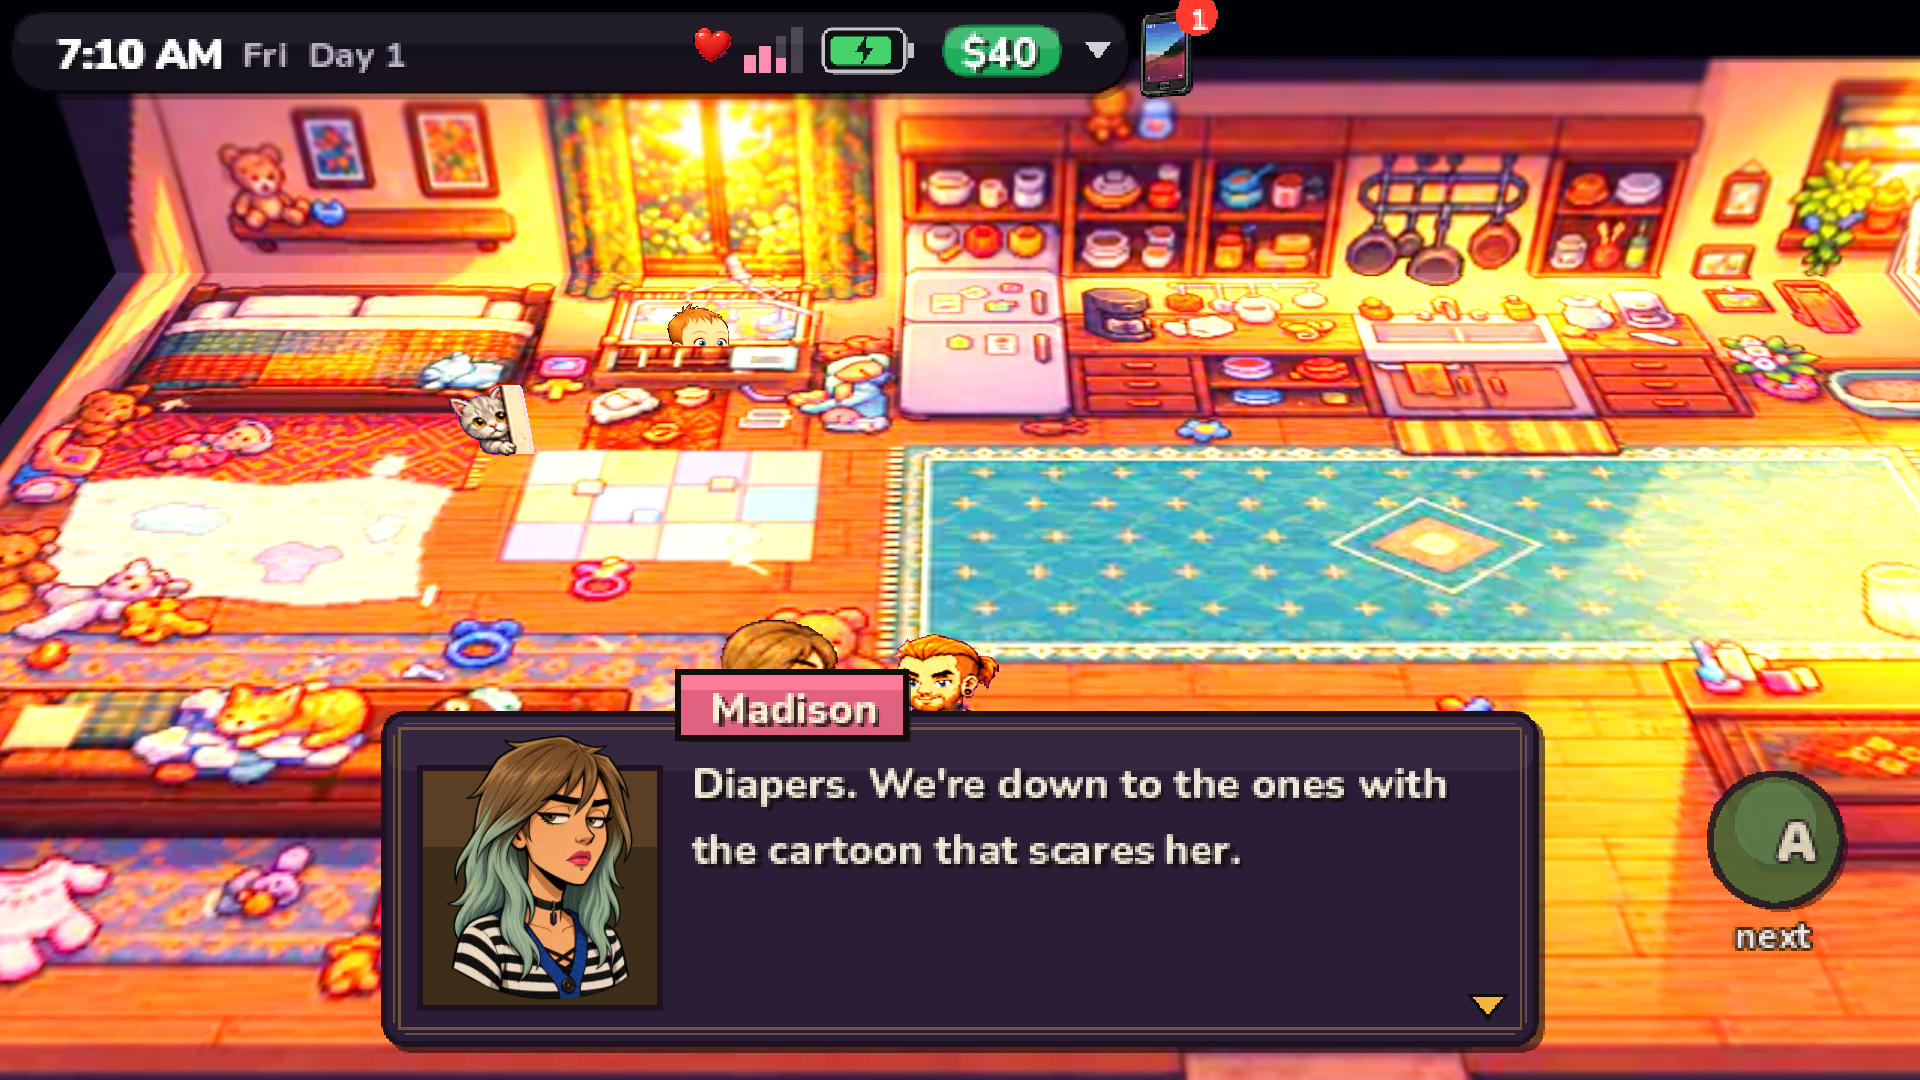 7:10 AM Fri Day 1
$40
1
Madison
Diapers. We're down to the ones with
the cartoon that scares her.
A
next